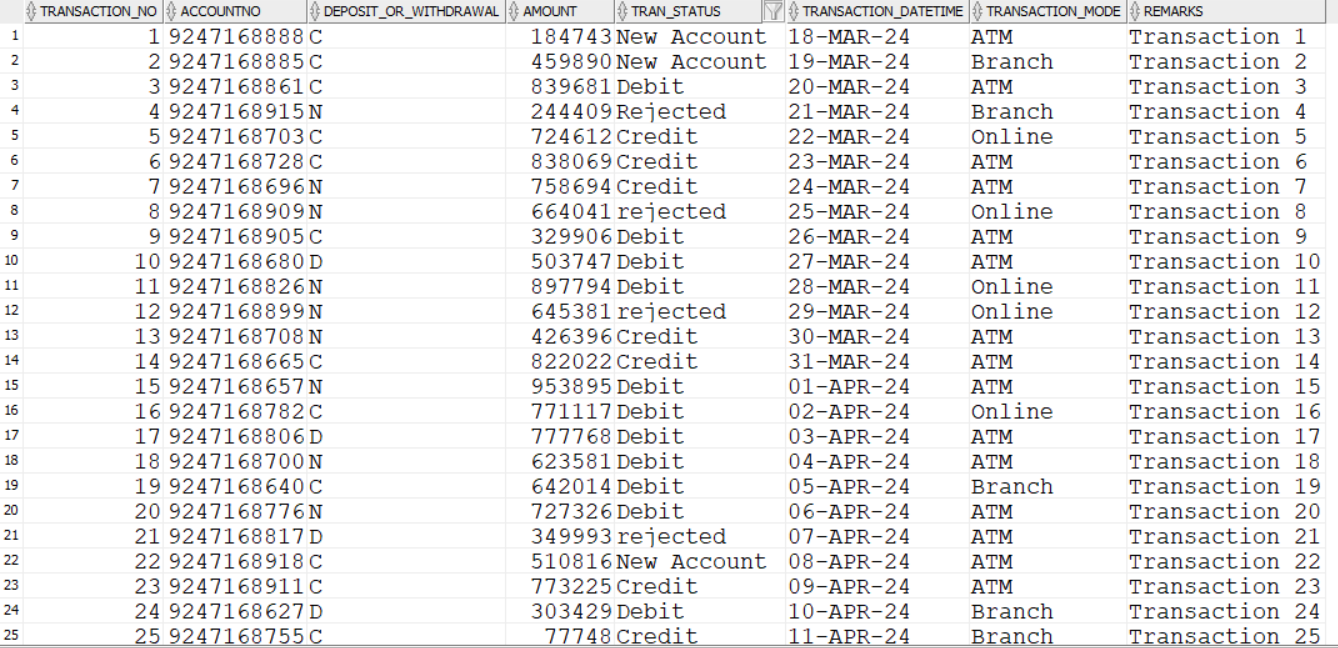 TRANSACTION_NO ACCOUNTNO DEPOSIT_OR_WITHDRAWAL AMOUNT TRAN_STATUS TRANSACTION_DATETIME TRANSACTION_MODE REMARKS
1 1 9247168888 C 184743 New Account 18-MAR-24 ATM Transaction 1
2 2 9247168885 C 459890 New Account 19-MAR-24 Branch Transaction 2
3 3 9247168861 C 839681 Debit 20-MAR-24 ATM Transaction 3
4 4 9247168915 N 244409 Rejected 21-MAR-24 Branch Transaction 4
5 5 9247168703 C 724612 Credit 22-MAR-24 Online Transaction 5
6 6 9247168728 C 838069 Credit 23-MAR-24 ATM Transaction 6
7 7 9247168696 N 758694 Credit 24-MAR-24 ATM Transaction 7
8 8 9247168909 N 664041 rejected 25-MAR-24 Online Transaction 8
9 9 9247168905 C 329906 Debit 26-MAR-24 ATM Transaction 9
10 10 9247168680 D 503747 Debit 27-MAR-24 ATM Transaction 10
11 11 9247168826 N 897794 Debit 28-MAR-24 Online Transaction 11
12 12 9247168899 N 645381 rejected 29-MAR-24 Online Transaction 12
13 13 9247168708 N 426396 Credit 30-MAR-24 ATM Transaction 13
14 14 9247168665 C 822022 Credit 31-MAR-24 ATM Transaction 14
15 15 9247168657 N 953895 Debit 01-APR-24 ATM Transaction 15
16 16 9247168782 C 771117 Debit 02-APR-24 Online Transaction 16
17 17 9247168806 D 777768 Debit 03-APR-24 ATM Transaction 17
18 18 9247168700 N 623581 Debit 04-APR-24 ATM Transaction 18
19 19 9247168640 C 642014 Debit 05-APR-24 Branch Transaction 19
20 20 9247168776 N 727326 Debit 06-APR-24 ATM Transaction 20
21 21 9247168817 D 349993 rejected 07-APR-24 ATM Transaction 21
22 22 9247168918 C 510816 New Account 08-APR-24 ATM Transaction 22
23 23 9247168911 C 773225 Credit 09-APR-24 ATM Transaction 23
24 24 9247168627 D 303429 Debit 10-APR-24 Branch Transaction 24
25 25 9247168755 C 77748 Credit 11-APR-24 Branch Transaction 25